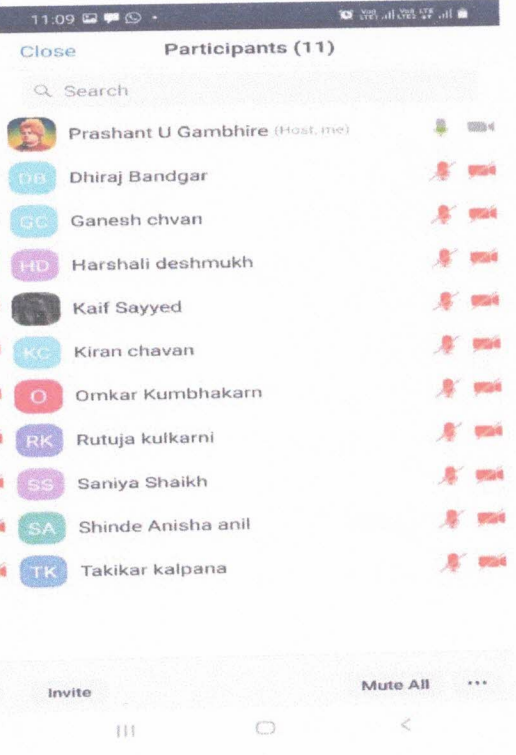 11:09
Close Participants (11)
Search
Prashant U Gambhire (Host, me)
DB Dhiraj Bandgar
GC Ganesh chvan
HD Harshali deshmukh
Kaif Sayyed
KC Kiran chavan
O Omkar Kumbhakarn
RK Rutuja kulkarni
SS Saniya Shaikh
SA Shinde Anisha anil
TK Takikar kalpana
Invite Mute All